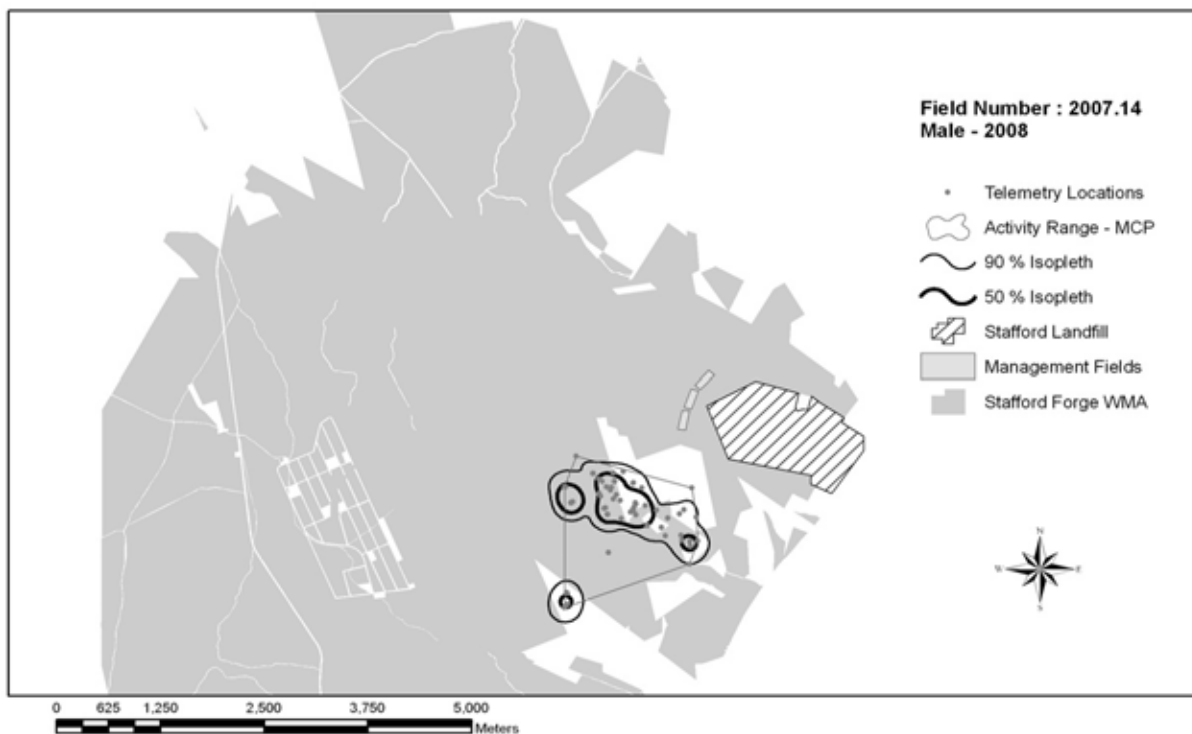 Field Number : 2007.14
Male - 2008
Telemetry Locations
Activity Range - MCP
90 % Isopleth
50 % Isopleth
Stafford Landfill
Management Fields
Stafford Forge WMA
N
W E
S
0 625 1,250 2,500 3,750 5,000
Meters